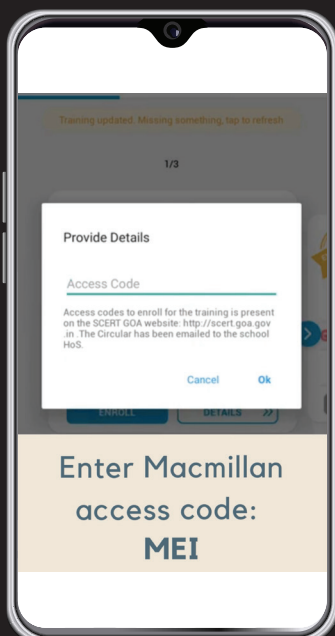 Training updated. Missing something, tap to refresh
1/3
Provide Details
Access Code
Access codes to enroll for the training is present
on the SCERT GOA website: http://scert.goa.gov
.in .The Circular has been emailed to the school
HoS.
Cancel Ok
ENROLL DETAILS
Enter Macmillan
access code:
MEI